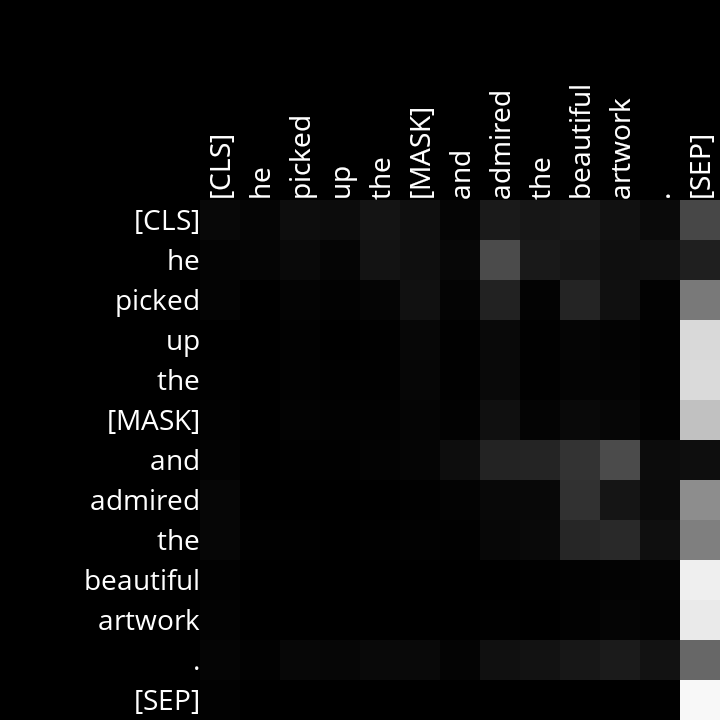 [CLS] he picked up the [MASK] and admired the beautiful artwork . [SEP]
[CLS]
he
picked
up
the
[MASK]
and
admired
the
beautiful
artwork
.
[SEP]